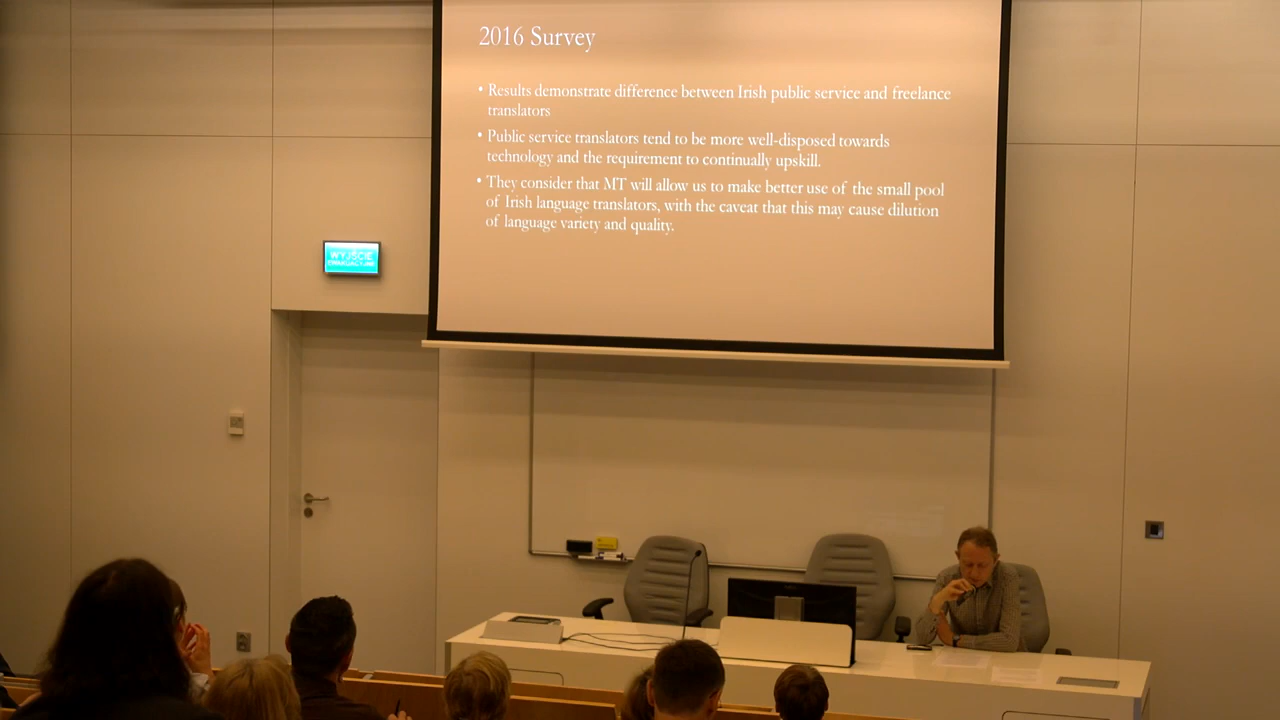 2016 Survey
• Results demonstrate difference between Irish public service and freelance
translators
• Public service translators tend to be more well-disposed towards
technology and the requirement to continually upskill.
• They consider that MT will allow us to make better use of the small pool
of Irish language translators, with the caveat that this may cause dilution
of language variety and quality.
WYJŚCIE